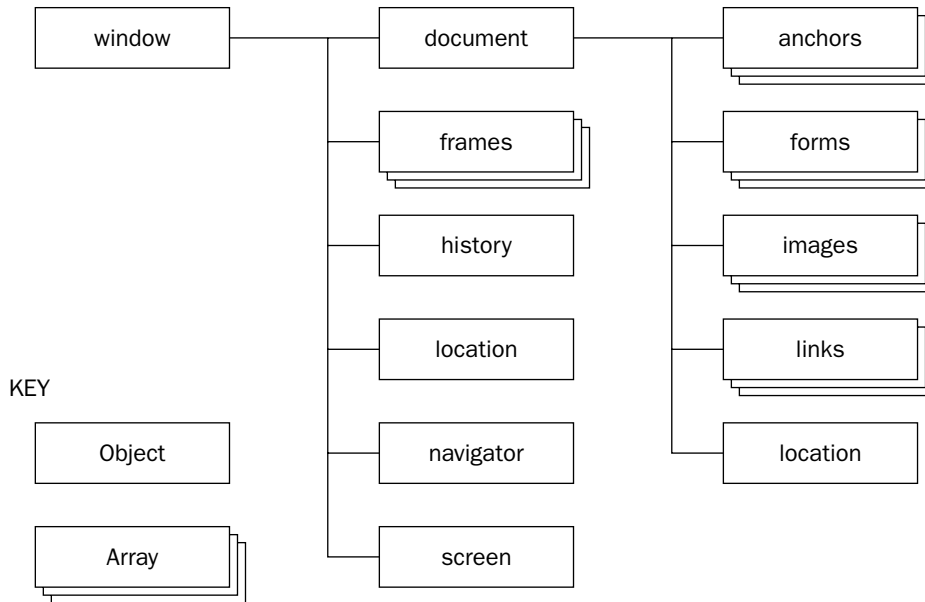 window
document
anchors
frames
forms
history
images
location
links
KEY
Object
navigator
location
Array
screen